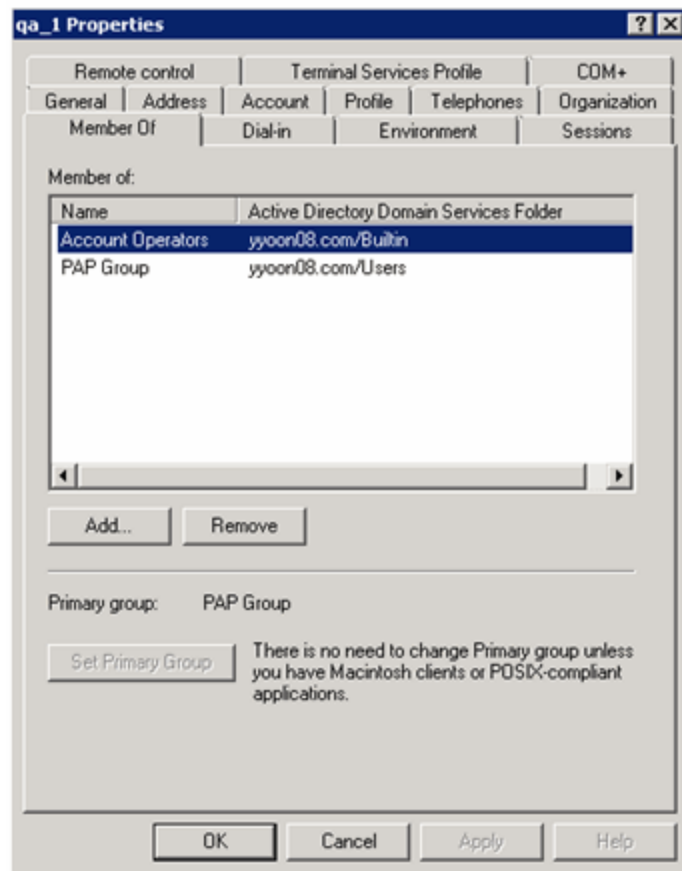 qa_1 Properties
Remote control Terminal Services Profile COM+
General Address Account Profile Telephones Organization
Member Of Dial-in Environment Sessions
Member of:
Name Active Directory Domain Services Folder
Account Operators yyoon08.com/Builtin
PAP Group yyoon08.com/Users
Add... Remove
Primary group: PAP Group
Set Primary Group
There is no need to change Primary group unless
you have Macintosh clients or POSIX-compliant
applications.
OK Cancel Apply Help